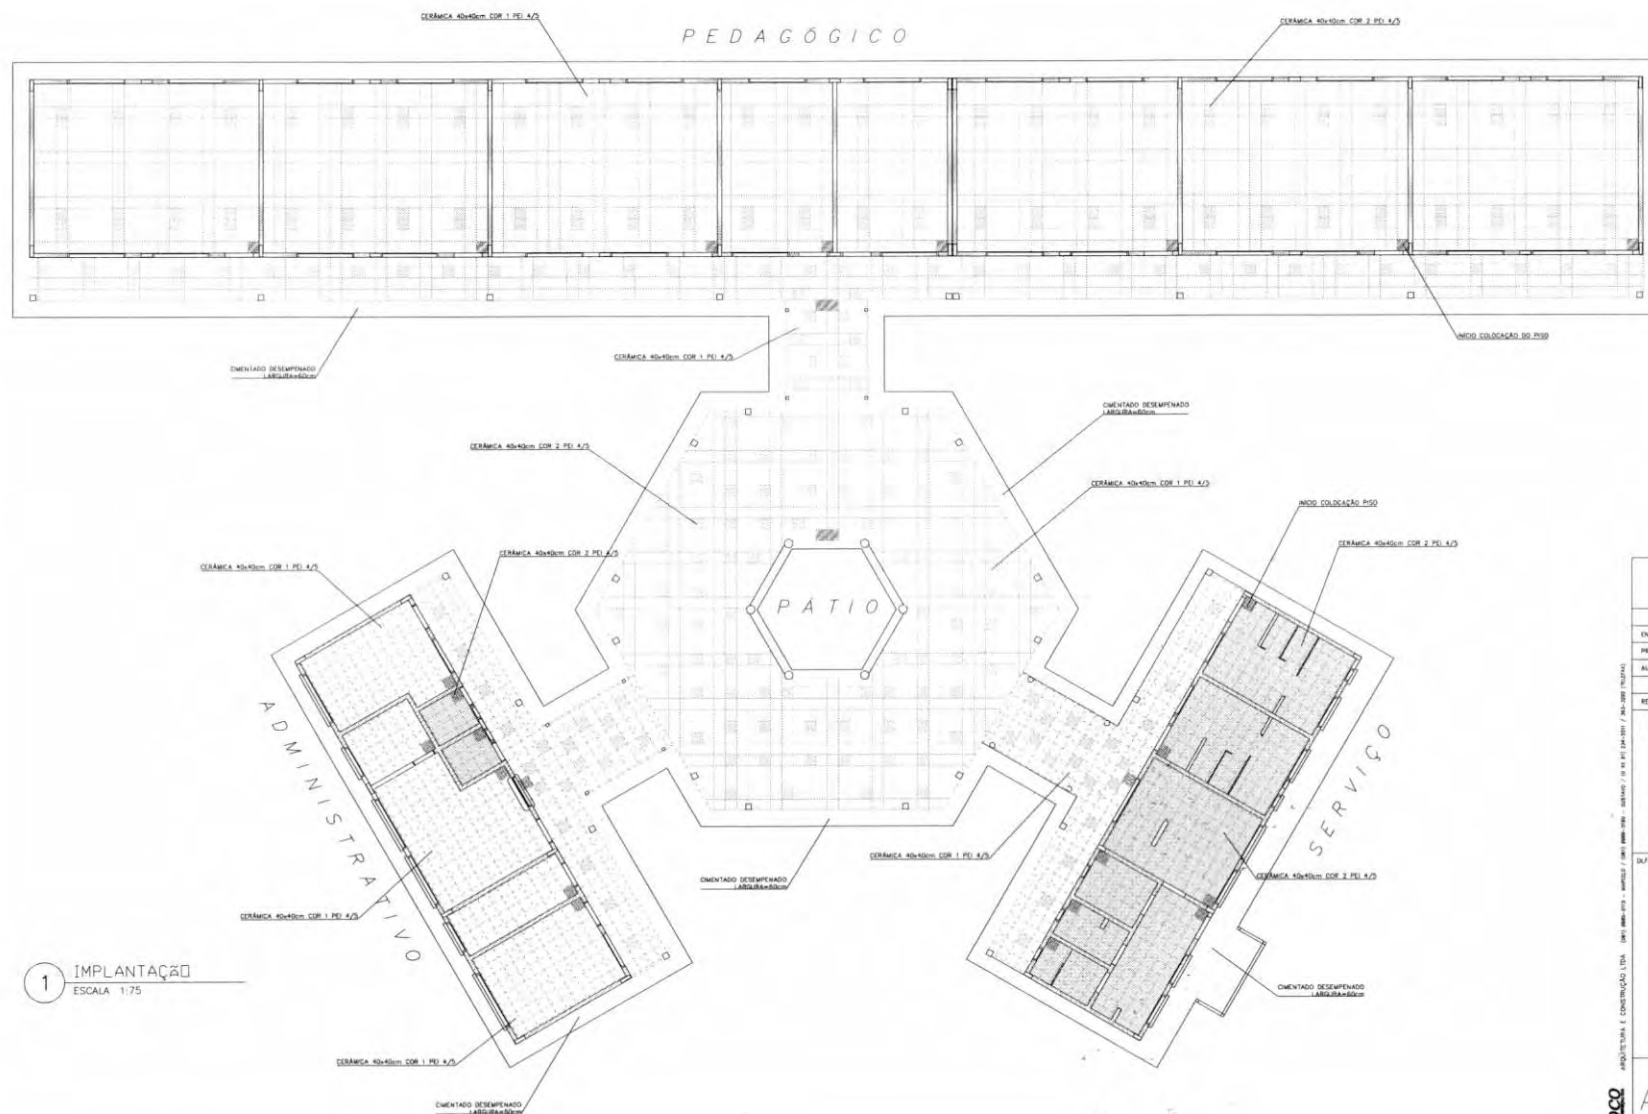 CERÂMICA 40x40cm COR 1 PEI 4/5
PEDAGÓGICO
CERÂMICA 40x40cm COR 2 PEI 4/5
INÍCIO COLOCAÇÃO DO PISO
CERÂMICA 40x40cm COR 1 PEI 4/5
CIMENTADO DESEMPENADO
LARGURA=60cm
CIMENTADO DESEMPENADO
LARGURA=60cm
CERÂMICA 40x40cm COR 2 PEI 4/5
CERÂMICA 40x40cm COR 1 PEI 4/5
INÍCIO COLOCAÇÃO PISO
CERÂMICA 40x40cm COR 2 PEI 4/5
CERÂMICA 40x40cm COR 2 PEI 4/5
CERÂMICA 40x40cm COR 1 PEI 4/5
PÁTIO
ADMINISTRATIVO
SERVIÇO
CERÂMICA 40x40cm COR 1 PEI 4/5
CERÂMICA 40x40cm COR 2 PEI 4/5
CIMENTADO DESEMPENADO
LARGURA=60cm
CERÂMICA 40x40cm COR 1 PEI 4/5
1
IMPLANTAÇÃO
ESCALA 1:75
CIMENTADO DESEMPENADO
LARGURA=60cm
CERÂMICA 40x40cm COR 1 PEI 4/5
CIMENTADO DESEMPENADO
LARGURA=60cm
ARQUITETURA E CONSTRUÇÃO LTDA